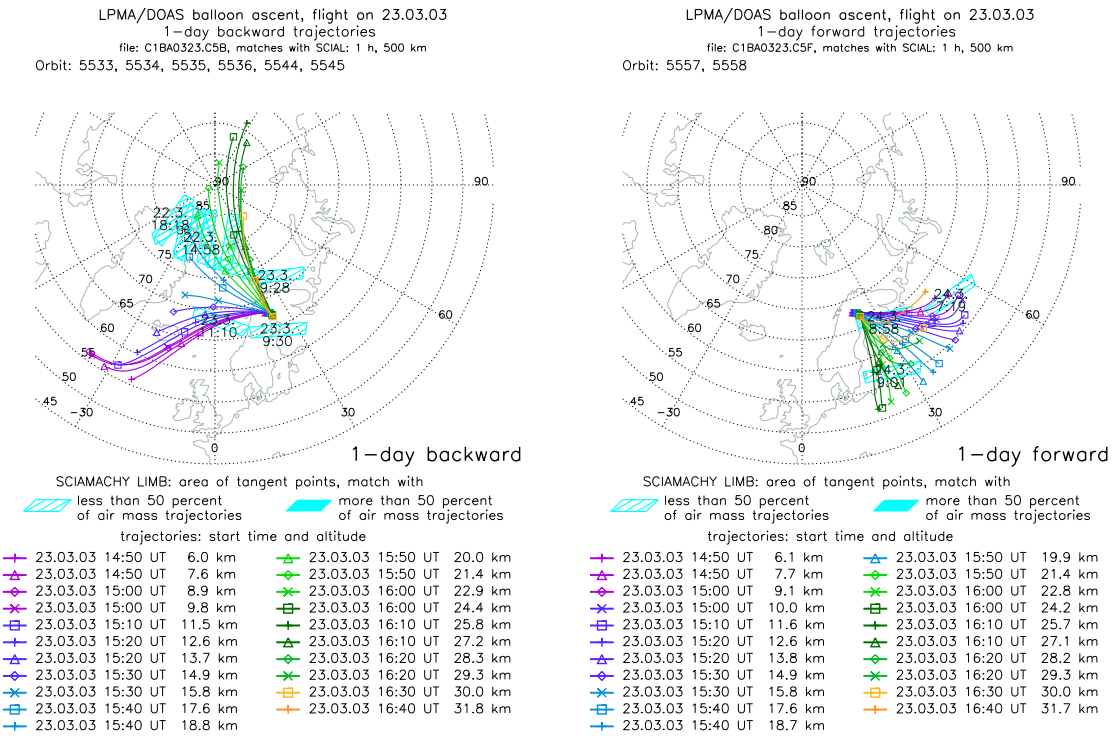 LPMA/DOAS balloon ascent, flight on 23.03.03
1-day backward trajectories
file: C1BA0323.C5B, matches with SCIAL: 1 h, 500 km
Orbit: 5533, 5534, 5535, 5536, 5544, 5545
90
90
85
22.3.
18:18
22.3.
14:58
75
70
65
60
55
50
45
-30
0
30
60
23.3.
9:28
23.3.
23.3.
9:30
1-day backward
SCIAMACHY LIMB: area of tangent points, match with
less than 50 percent
of air mass trajectories
more than 50 percent
of air mass trajectories
trajectories: start time and altitude
23.03.03 14:50 UT 6.0 km
23.03.03 14:50 UT 7.6 km
23.03.03 15:00 UT 8.9 km
23.03.03 15:00 UT 9.8 km
23.03.03 15:10 UT 11.5 km
23.03.03 15:20 UT 12.6 km
23.03.03 15:20 UT 13.7 km
23.03.03 15:30 UT 14.9 km
23.03.03 15:30 UT 15.8 km
23.03.03 15:40 UT 17.6 km
23.03.03 15:40 UT 18.8 km
23.03.03 15:50 UT 20.0 km
23.03.03 15:50 UT 21.4 km
23.03.03 16:00 UT 22.9 km
23.03.03 16:00 UT 24.4 km
23.03.03 16:10 UT 25.8 km
23.03.03 16:10 UT 27.2 km
23.03.03 16:20 UT 28.3 km
23.03.03 16:20 UT 29.3 km
23.03.03 16:30 UT 30.0 km
23.03.03 16:40 UT 31.8 km
LPMA/DOAS balloon ascent, flight on 23.03.03
1-day forward trajectories
file: C1BA0323.C5F, matches with SCIAL: 1 h, 500 km
Orbit: 5557, 5558
90
90
85
80
75
70
65
60
55
50
45
-30
0
30
60
24.3.
7:19
24.3.
8:58
24.3.
9:01
1-day forward
SCIAMACHY LIMB: area of tangent points, match with
less than 50 percent
of air mass trajectories
more than 50 percent
of air mass trajectories
trajectories: start time and altitude
23.03.03 14:50 UT 6.1 km
23.03.03 14:50 UT 7.7 km
23.03.03 15:00 UT 9.1 km
23.03.03 15:00 UT 10.0 km
23.03.03 15:10 UT 11.6 km
23.03.03 15:20 UT 12.6 km
23.03.03 15:20 UT 13.8 km
23.03.03 15:30 UT 14.9 km
23.03.03 15:30 UT 15.8 km
23.03.03 15:40 UT 17.6 km
23.03.03 15:40 UT 18.7 km
23.03.03 15:50 UT 19.9 km
23.03.03 15:50 UT 21.4 km
23.03.03 16:00 UT 22.8 km
23.03.03 16:00 UT 24.2 km
23.03.03 16:10 UT 25.7 km
23.03.03 16:10 UT 27.1 km
23.03.03 16:20 UT 28.2 km
23.03.03 16:20 UT 29.3 km
23.03.03 16:30 UT 30.0 km
23.03.03 16:40 UT 31.7 km